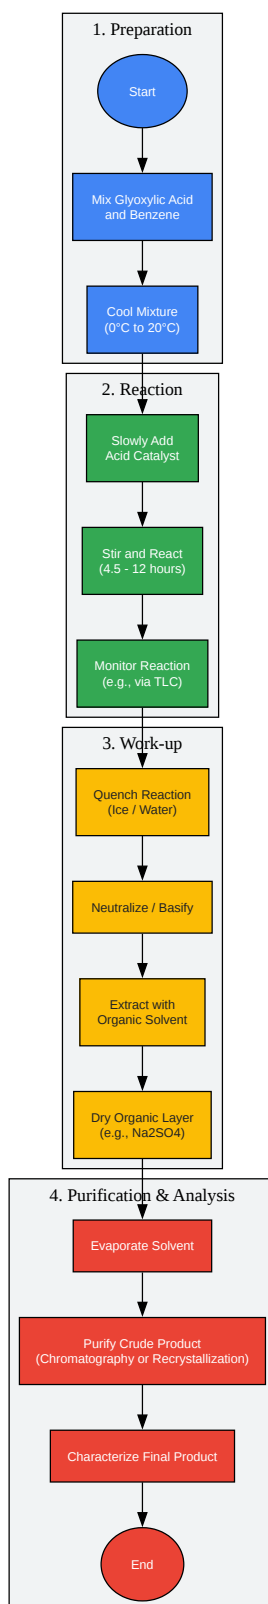 1. Preparation
Start
Mix Glyoxylic Acid
and Benzene
Cool Mixture
(0°C to 20°C)
2. Reaction
Slowly Add
Acid Catalyst
Stir and React
(4.5 - 12 hours)
Monitor Reaction
(e.g., via TLC)
3. Work-up
Quench Reaction
(Ice / Water)
Neutralize / Basify
Extract with
Organic Solvent
Dry Organic Layer
(e.g., Na2SO4)
4. Purification & Analysis
Evaporate Solvent
Purify Crude Product
(Chromatography or Recrystallization)
Characterize Final Product
End